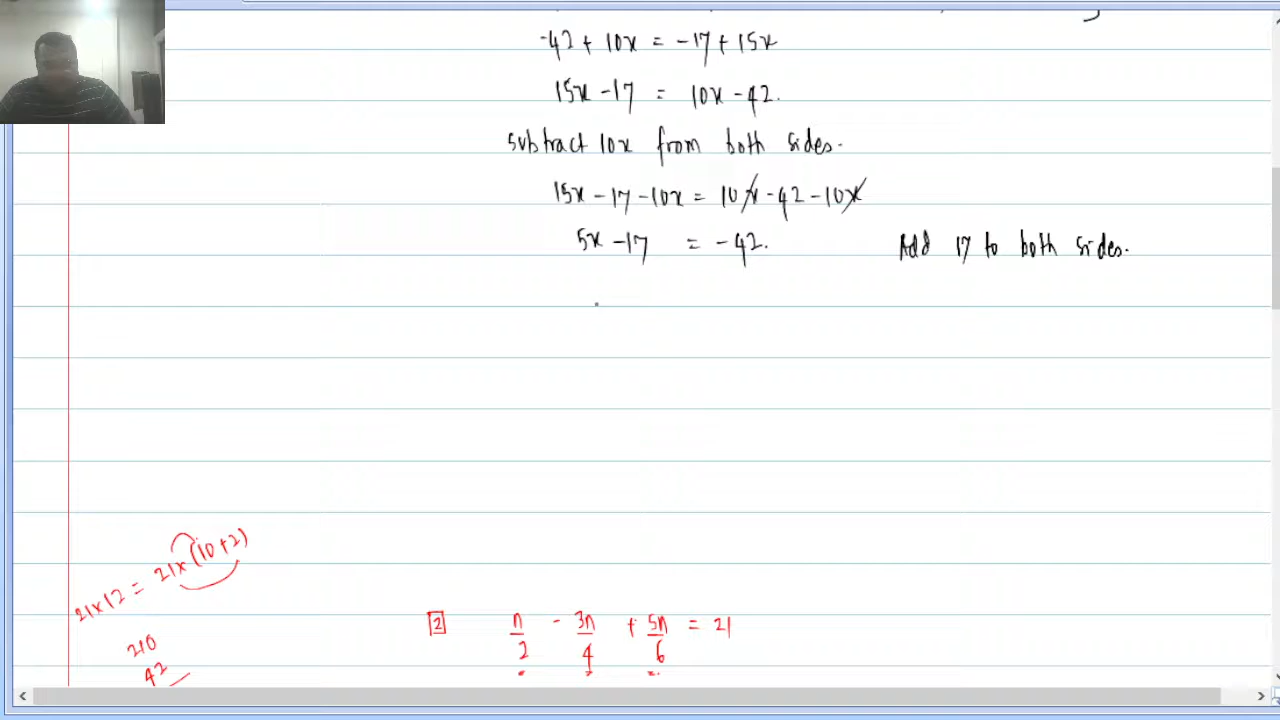 -42 + 10x = -17 + 15x
15x - 17 = 10x - 42.
subtract 10x from both sides.
15x - 17 - 10x = 10x - 42 - 10x
5x - 17 = - 42. Add 17 to both sides.
21x12 = 21x(10+2)
210
42
2 n/2 - 3n/4 + 5n/6 = 21